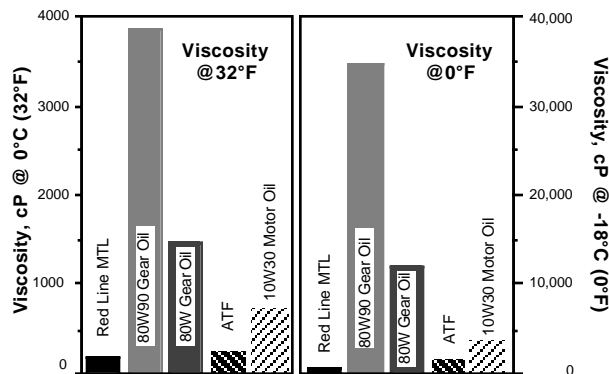 Viscosity, cP @ 0°C (32°F)
4000
3000
2000
1000
0
Viscosity
@32°F
Red Line MTL
80W90 Gear Oil
80W Gear Oil
ATF
10W30 Motor Oil
Viscosity
@0°F
Red Line MTL
80W90 Gear Oil
80W Gear Oil
ATF
10W30 Motor Oil
40,000
30,000
20,000
10,000
0
Viscosity, cP @ -18°C (0°F)